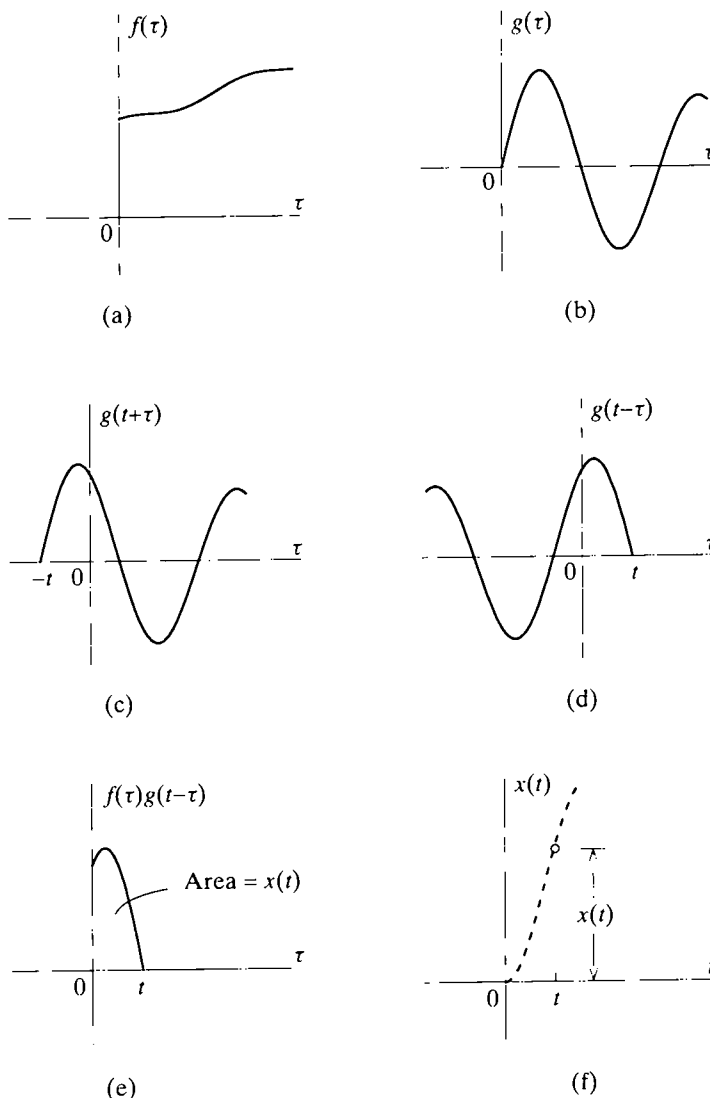 f(τ)
τ
0
(a)
g(τ)
τ
0
(b)
g(t+τ)
τ
−t
0
(c)
g(t−τ)
τ
0
t
(d)
f(τ)g(t−τ)
Area = x(t)
τ
0
t
(e)
x(t)
x(t)
0
t
(f)